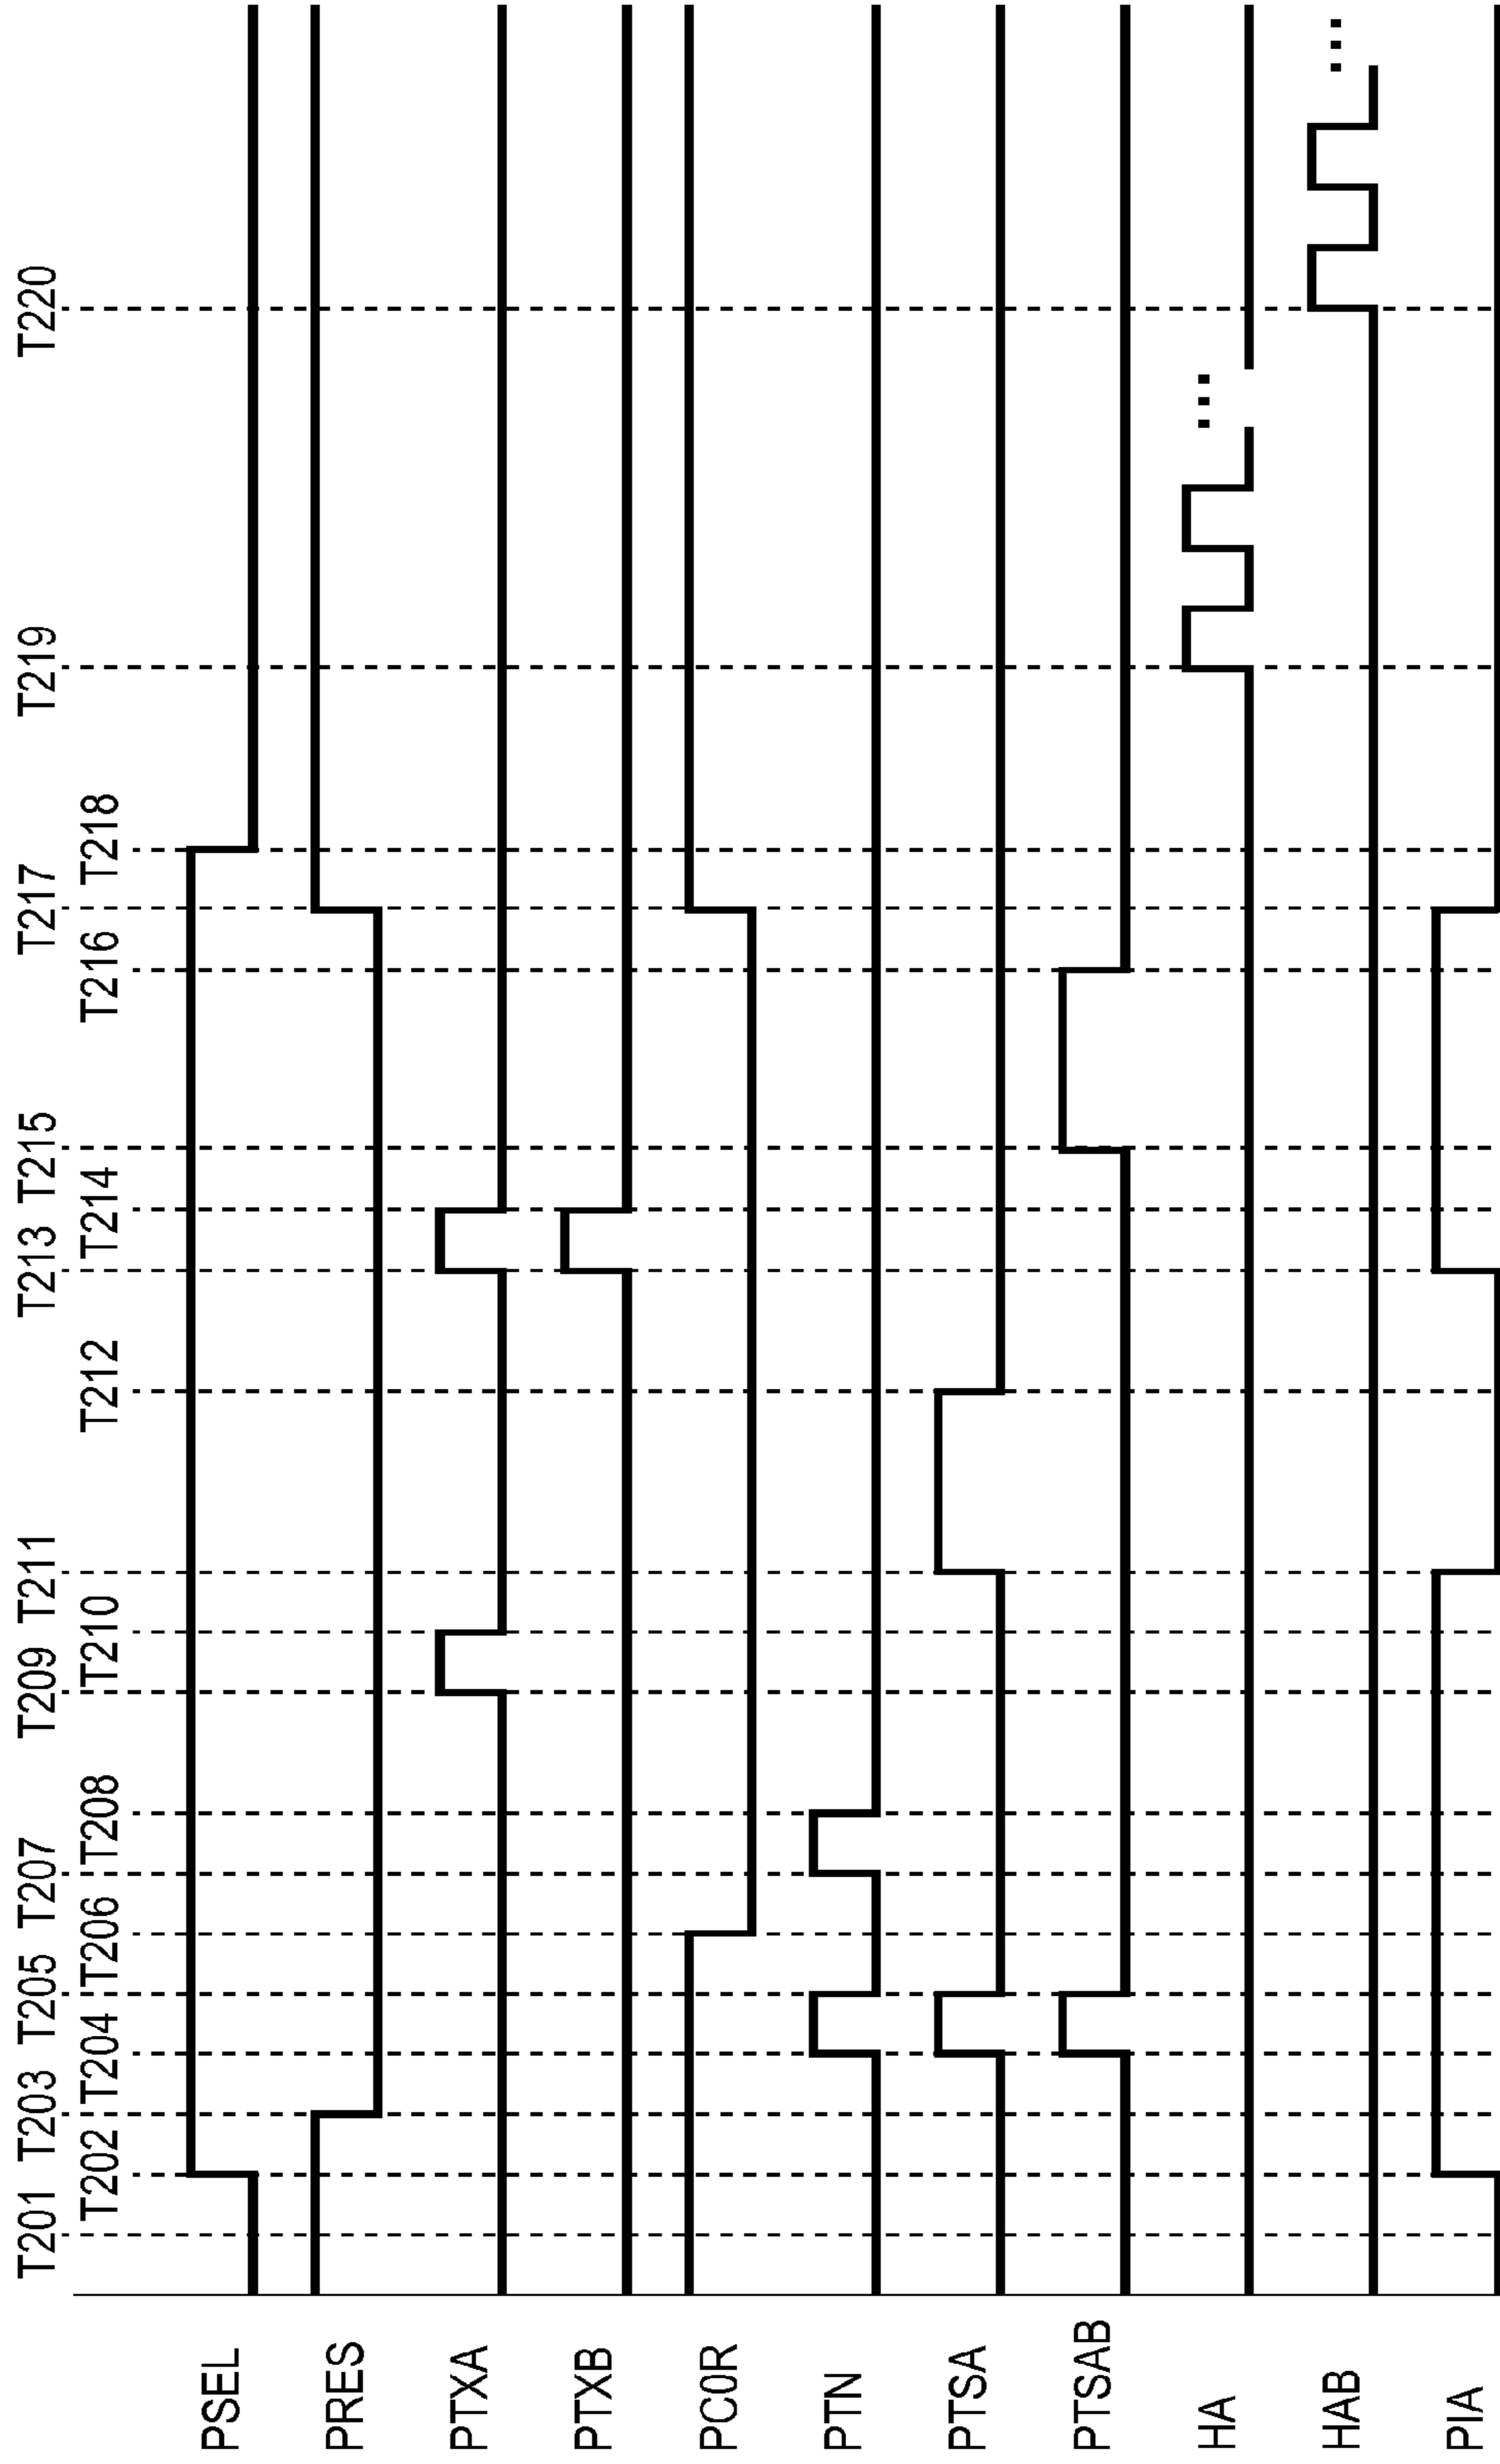 T201 T203 T205 T207 T209 T211 T213 T215 T217 T219 T220
T202 T204 T206 T208 T210 T212 T214 T216 T218
PSEL
PRES
PTXA
PTXB
PC0R
PTN
PTSA
PTSAB
HA
HAB
PIA